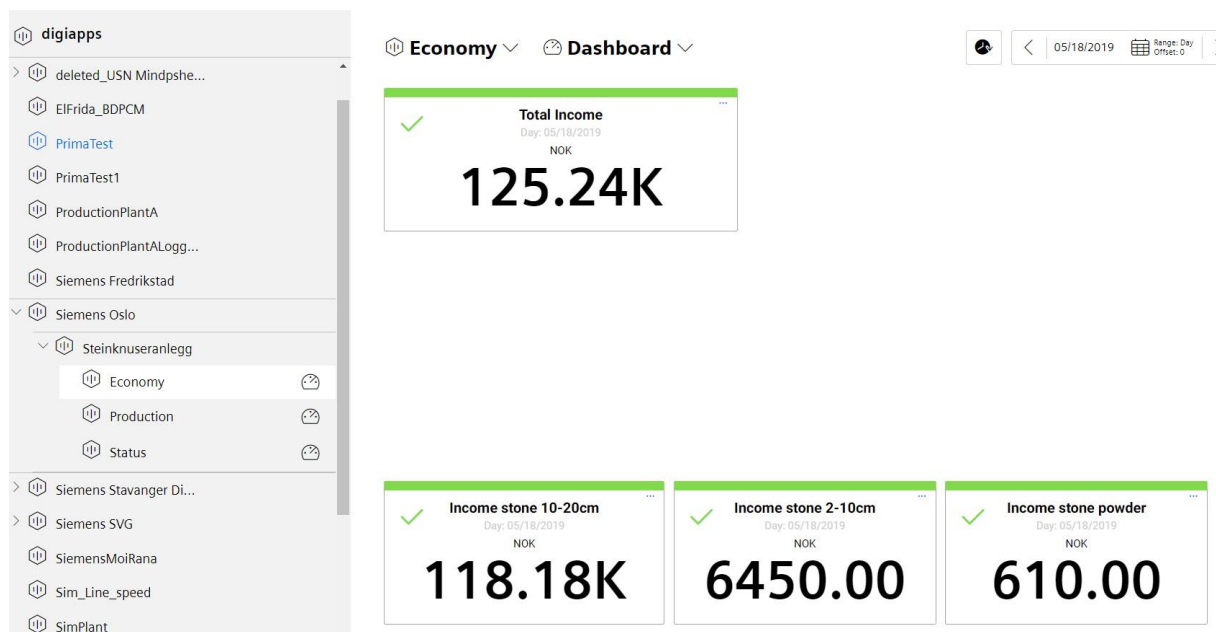 digiapps
deleted_USN Mindpshe...
ElFrida_BDPCM
PrimaTest
PrimaTest1
ProductionPlantA
ProductionPlantALogg...
Siemens Fredrikstad
Siemens Oslo
Steinknuseranlegg
Economy
Production
Status
Siemens Stavanger Di...
Siemens SVG
SiemensMoiRana
Sim_Line_speed
SimPlant
Economy Dashboard
05/18/2019
Range: Day
Offset: 0
Total Income
Day: 05/18/2019
NOK
125.24K
Income stone 10-20cm
Day: 05/18/2019
NOK
118.18K
Income stone 2-10cm
Day: 05/18/2019
NOK
6450.00
Income stone powder
Day: 05/18/2019
NOK
610.00